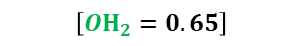 [OH₂ = 0.65]